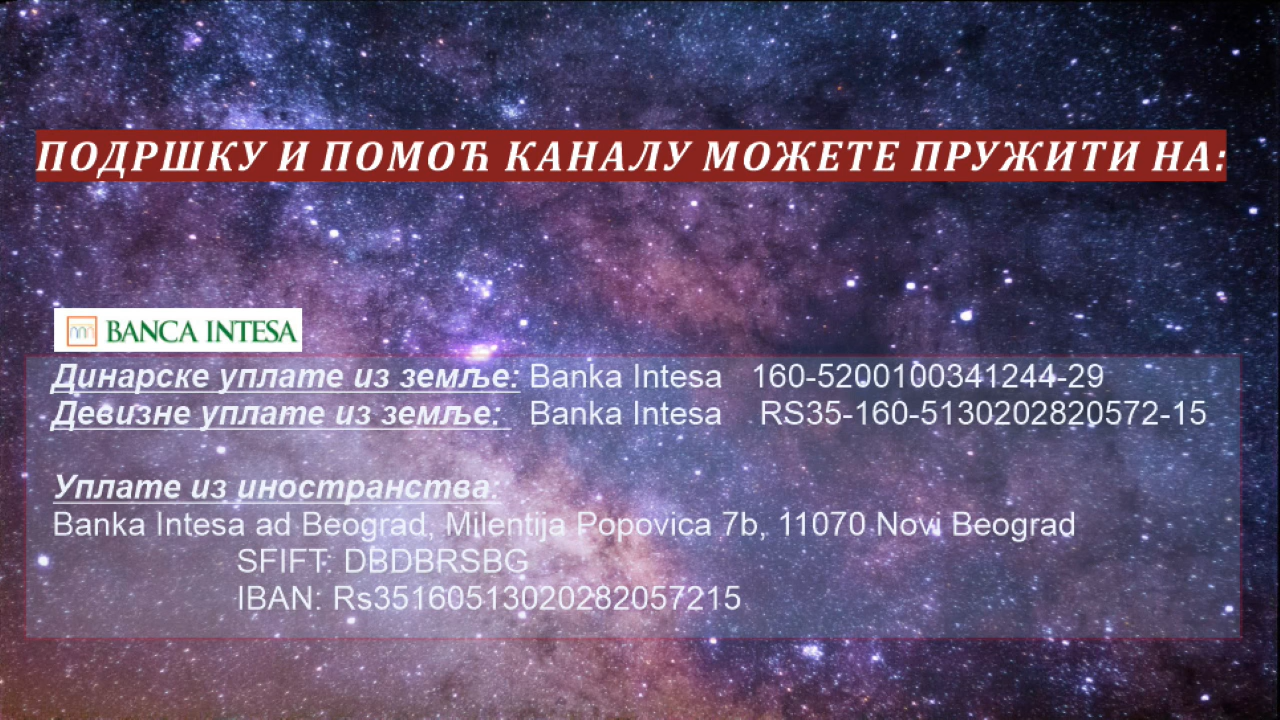 ПОДРШКУ И ПОМОЋ КАНАЛУ МОЖЕТЕ ПРУЖИТИ НА:
BANCA INTESA
Динарске уплате из земље: Banka Intesa 160-5200100341244-29
Девизне уплате из земље: Banka Intesa RS35-160-5130202820572-15
Уплате из иностранства:
Banka Intesa ad Beograd, Milentija Popovica 7b, 11070 Novi Beograd
SFIFT: DBDBRSBG
IBAN: Rs35160513020282057215